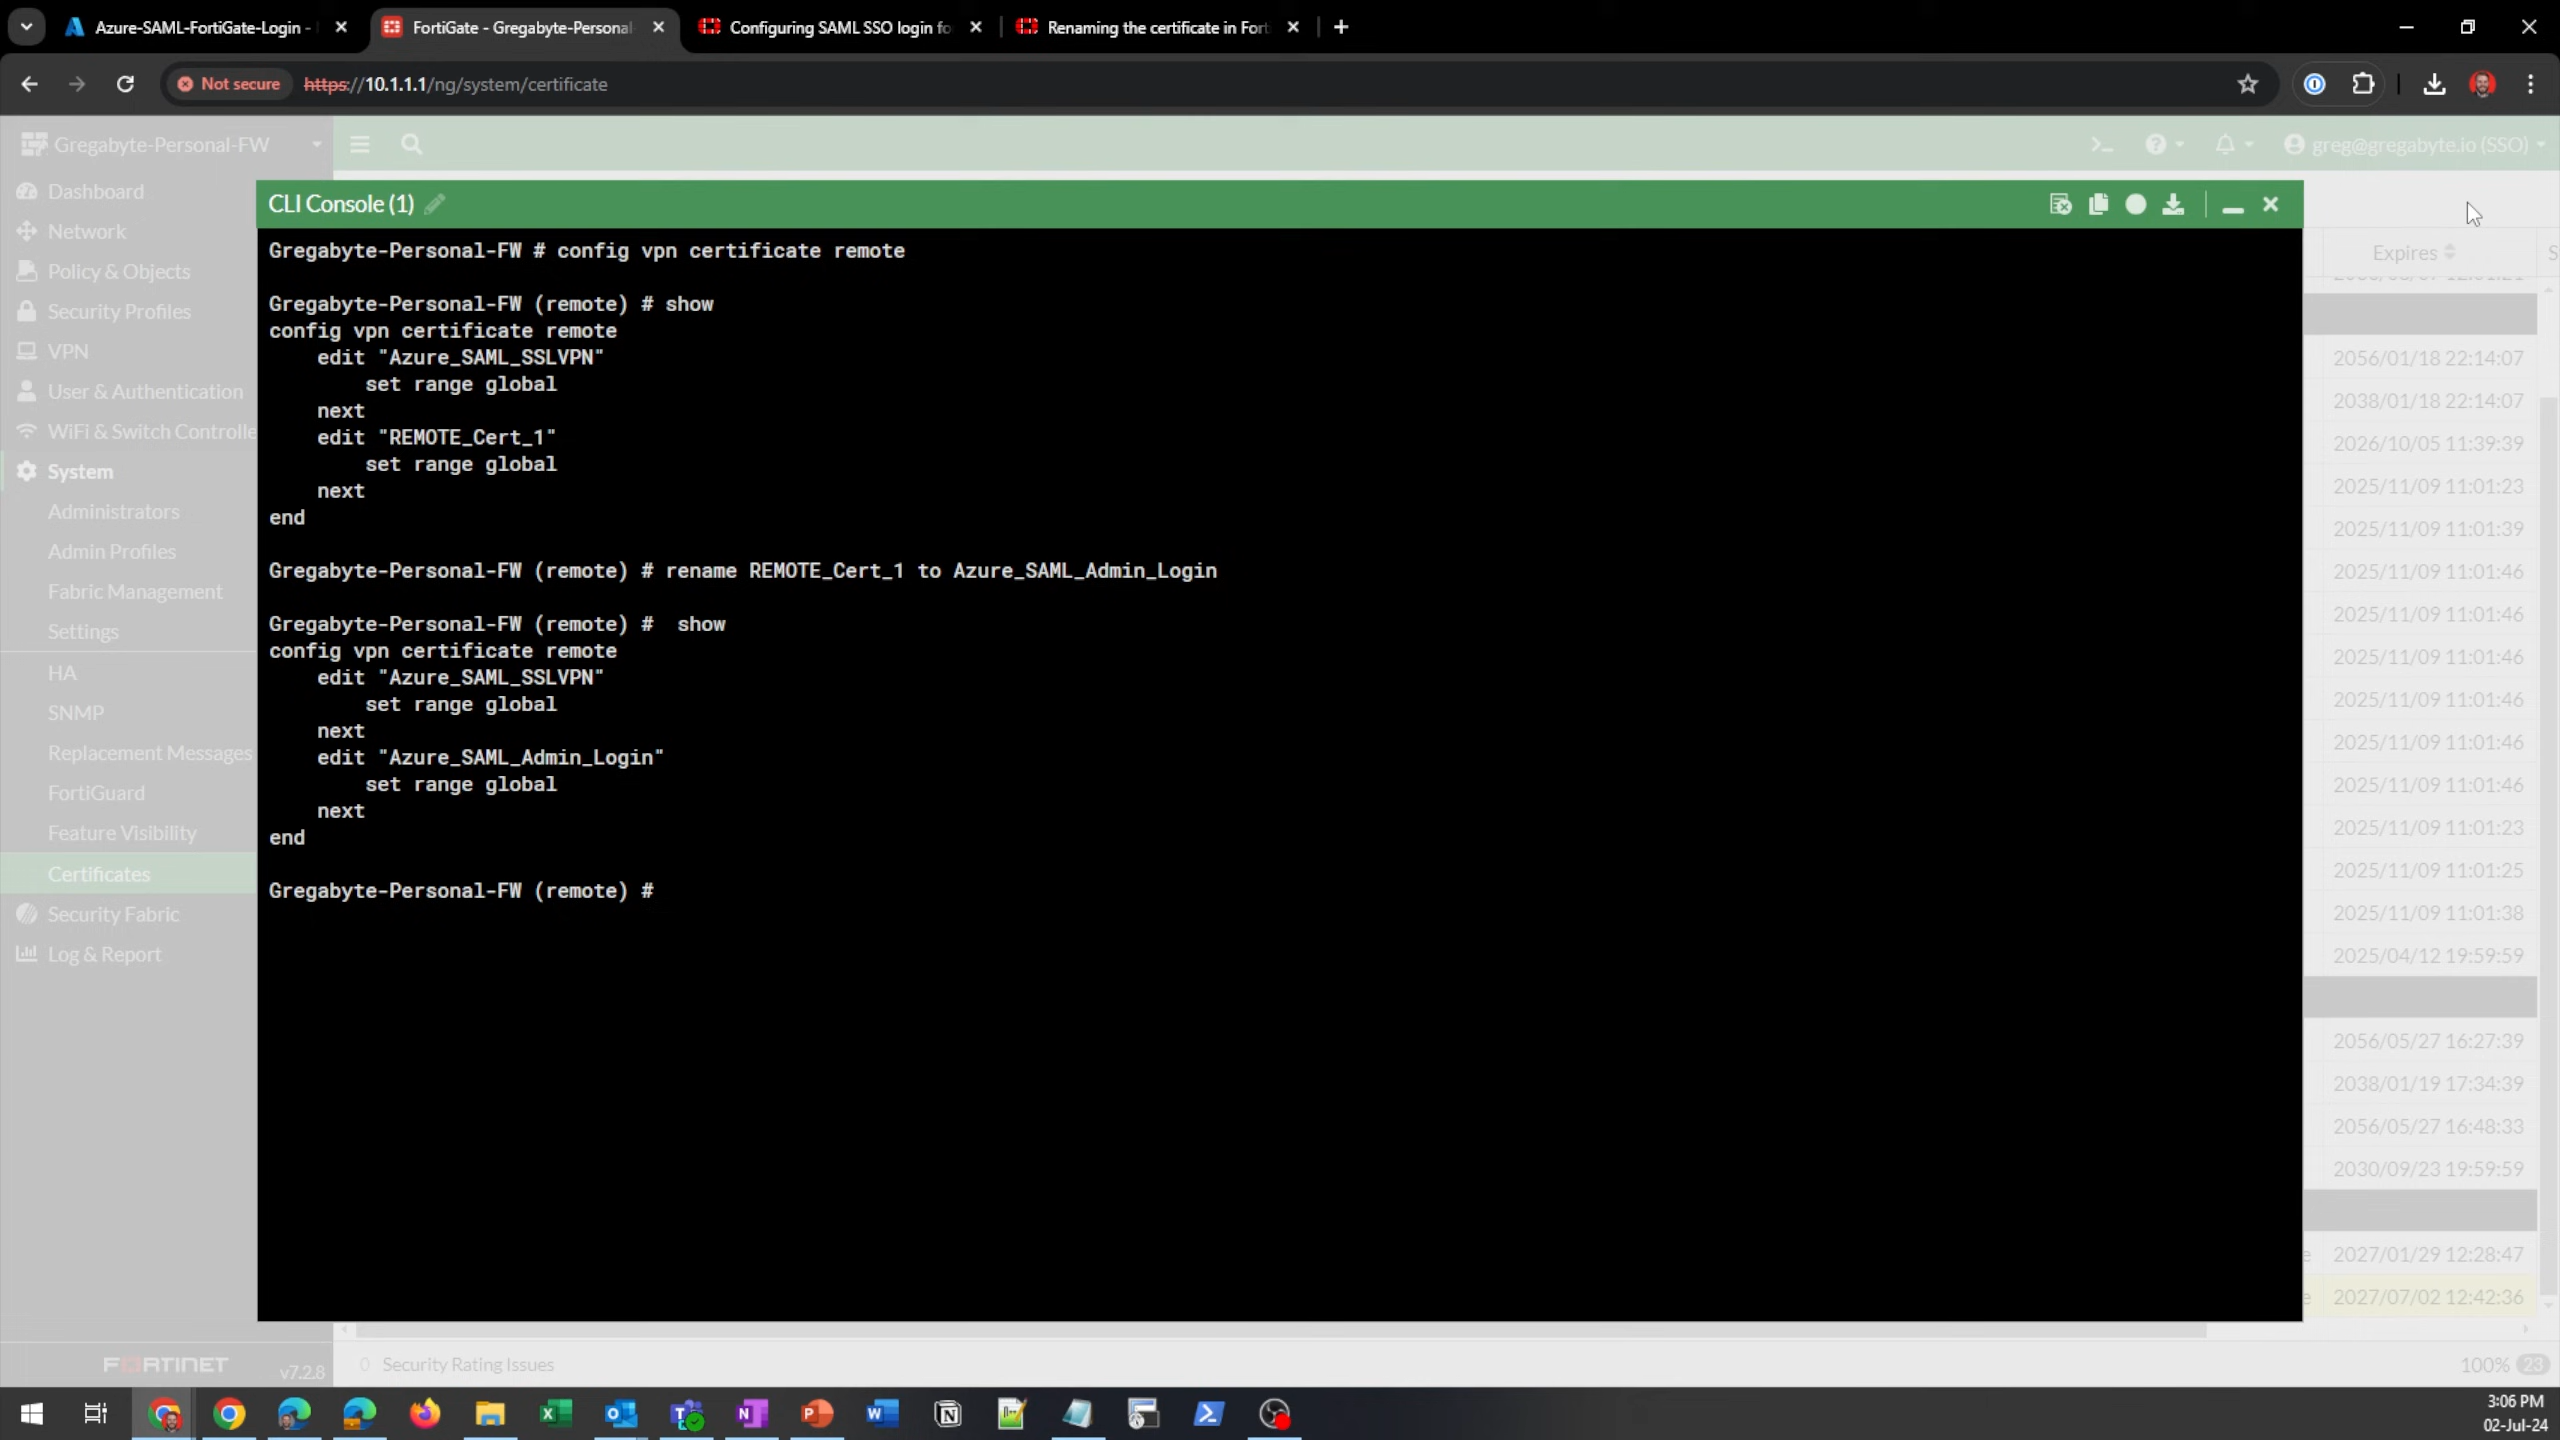 Azure-SAML-FortiGate-Login -
FortiGate - Gregabyte-Personal-
Configuring SAML SSO login fo
Renaming the certificate in Fort
Not secure
https://10.1.1.1/ng/system/certificate
Gregabyte-Personal-FW
greg@gregabyte.io (SSO)
Dashboard
Network
Policy & Objects
Security Profiles
VPN
User & Authentication
WiFi & Switch Controlle
System
Administrators
Admin Profiles
Fabric Management
Settings
HA
SNMP
Replacement Messages
FortiGuard
Feature Visibility
Certificates
Security Fabric
Log & Report
FORTINET
v7.2.8
CLI Console (1)
Gregabyte-Personal-FW # config vpn certificate remote
Gregabyte-Personal-FW (remote) # show
config vpn certificate remote
    edit "Azure_SAML_SSLVPN"
        set range global
    next
    edit "REMOTE_Cert_1"
        set range global
    next
end
Gregabyte-Personal-FW (remote) # rename REMOTE_Cert_1 to Azure_SAML_Admin_Login
Gregabyte-Personal-FW (remote) #  show
config vpn certificate remote
    edit "Azure_SAML_SSLVPN"
        set range global
    next
    edit "Azure_SAML_Admin_Login"
        set range global
    next
end
Gregabyte-Personal-FW (remote) #
Expires
S
2056/01/18 22:14:07
2038/01/18 22:14:07
2026/10/05 11:39:39
2025/11/09 11:01:23
2025/11/09 11:01:39
2025/11/09 11:01:46
2025/11/09 11:01:46
2025/11/09 11:01:46
2025/11/09 11:01:46
2025/11/09 11:01:46
2025/11/09 11:01:46
2025/11/09 11:01:23
2025/11/09 11:01:25
2025/11/09 11:01:38
2025/04/12 19:59:59
2056/05/27 16:27:39
2038/01/19 17:34:39
2056/05/27 16:48:33
2030/09/23 19:59:59
e 2027/01/29 12:28:47
e 2027/07/02 12:42:36
0 Security Rating Issues
100% 23
3:06 PM
02-Jul-24